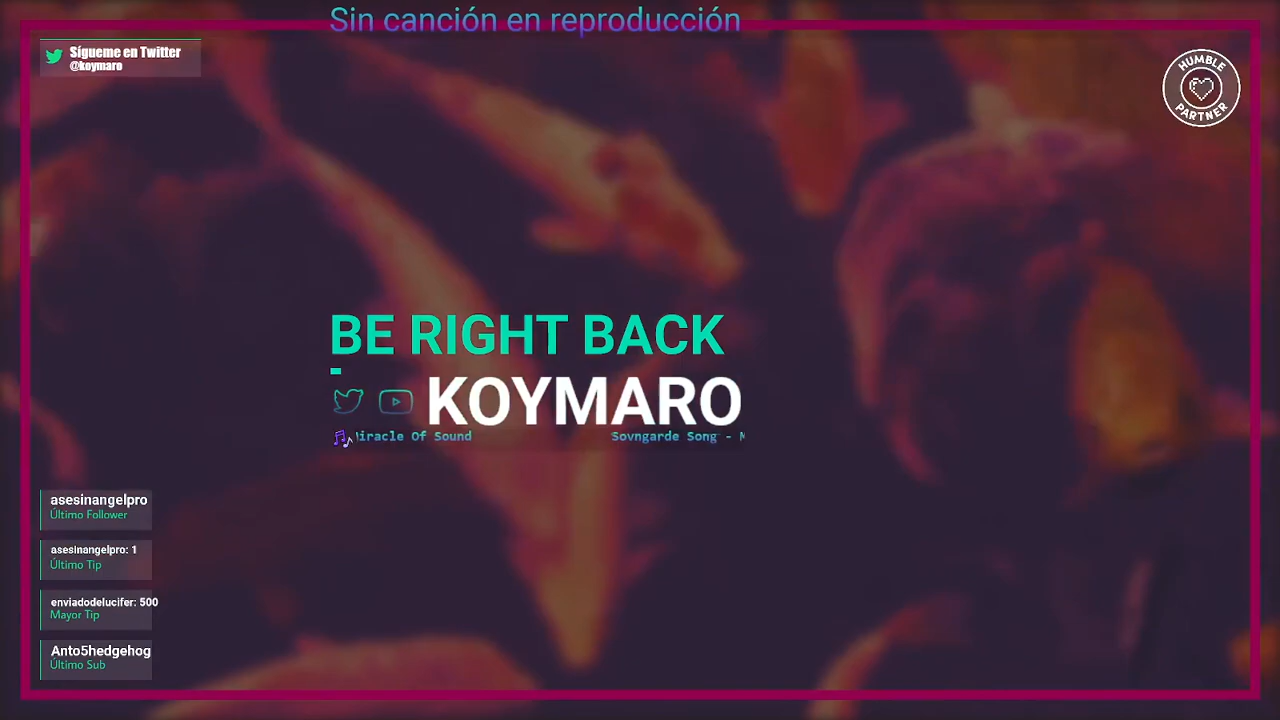 Sin canción en reproducción
Sígueme en Twitter
@koymaro
HUMBLE
PARTNER
BE RIGHT BACK
KOYMARO
Miracle Of Sound Sovngarde Song -
asesinangelpro
Último Follower
asesinangelpro: 1
Último Tip
enviadodelucifer: 500
Mayor Tip
Anto5hedgehog
Último Sub